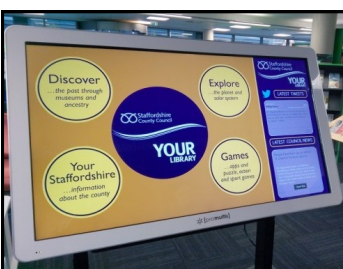 Discover
...the past through
museums and
ancestry
Explore
...the planet and
solar system
Staffordshire
County Council
YOUR
LIBRARY
Your
Staffordshire
...information
about the county
Games
...apps and
puzzle, action
and sport games
Staffordshire
County Council
YOUR
LIBRARY
LATEST TWEETS
LATEST COUNCIL NEWS
promultis